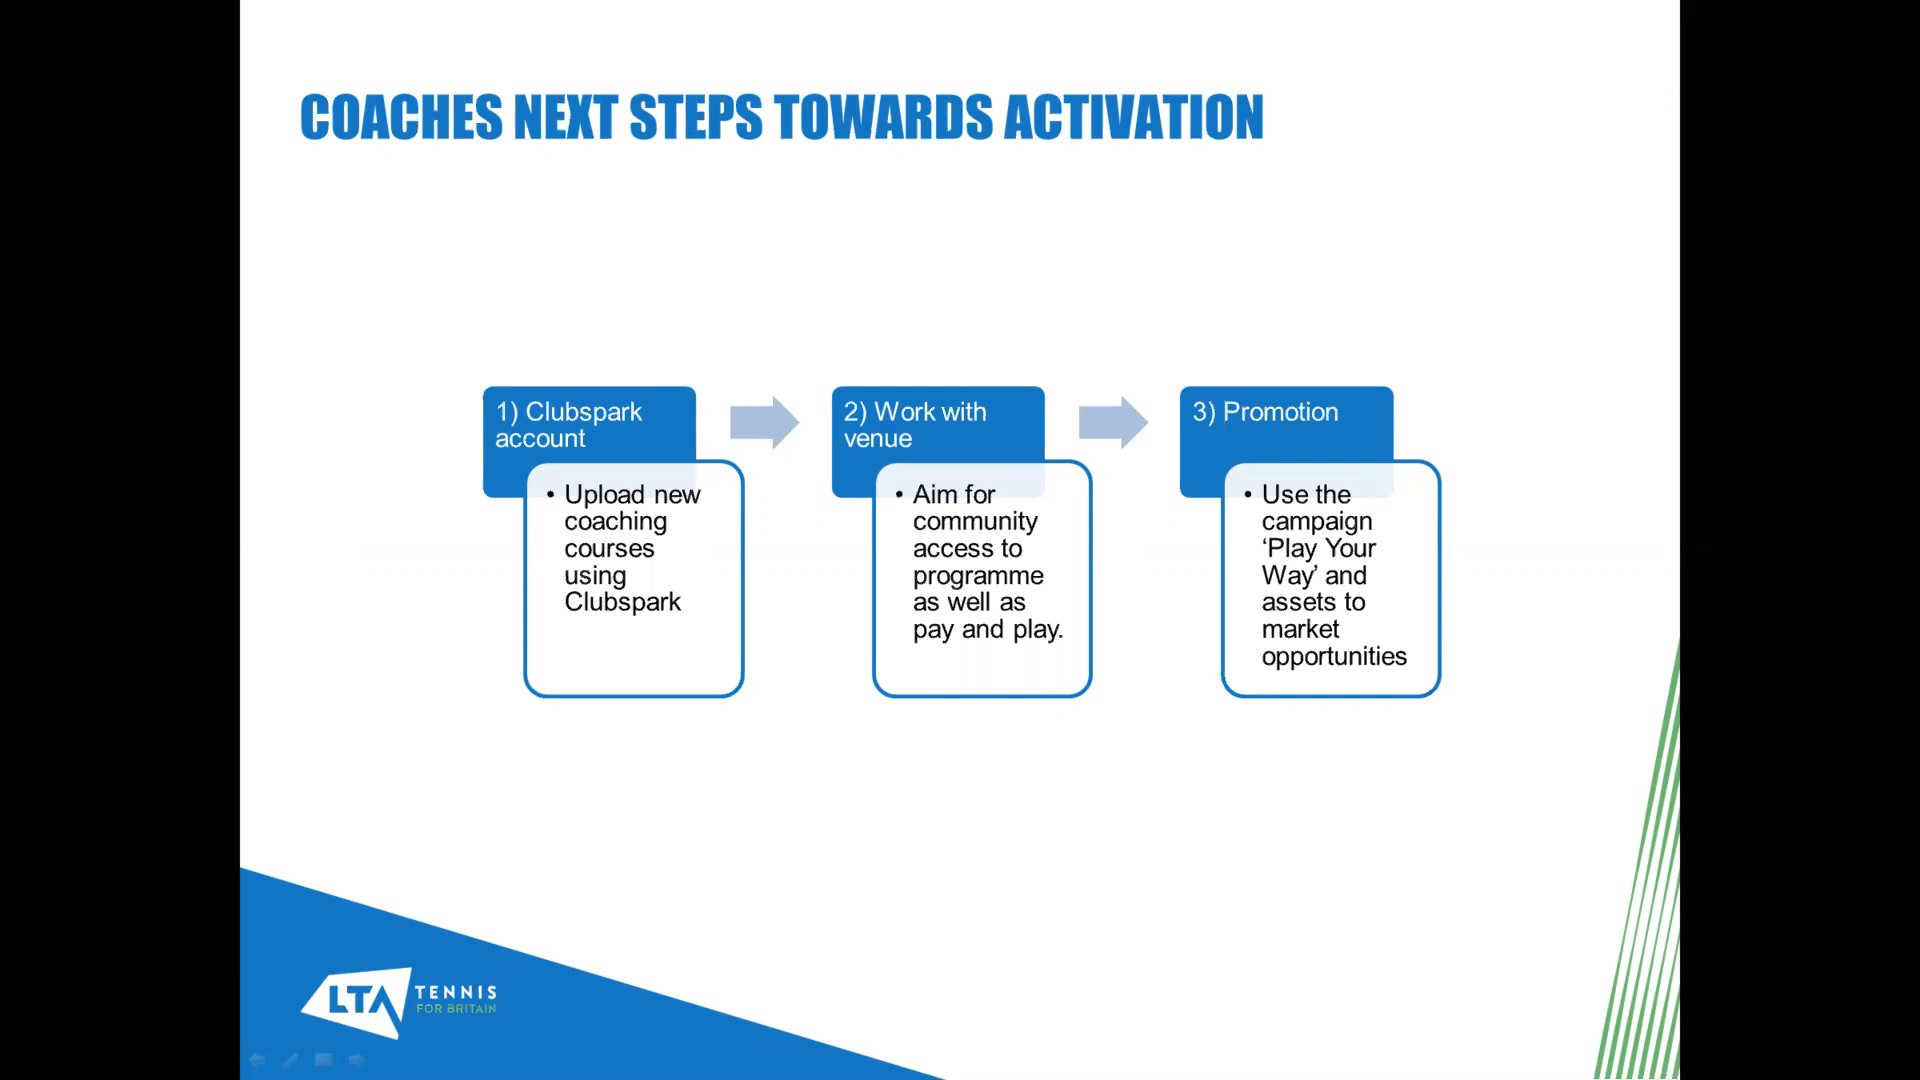 COACHES NEXT STEPS TOWARDS ACTIVATION
1) Clubspark
account
• Upload new
coaching
courses
using
Clubspark
2) Work with
venue
• Aim for
community
access to
programme
as well as
pay and play.
3) Promotion
• Use the
campaign
‘Play Your
Way’ and
assets to
market
opportunities
LTA TENNIS
FOR BRITAIN